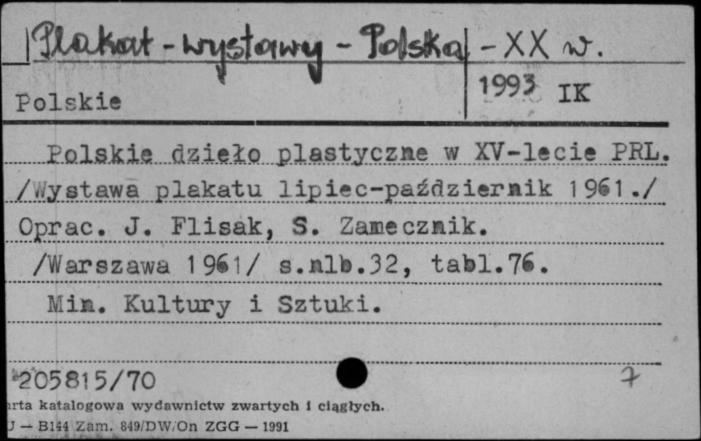 Plakat - wystawy - Polska - XX w.
Polskie
1993 IK
Polskie dzieło plastyczne w XV-lecie PRL.
/Wystawa plakatu lipiec-październik 1961./
Oprac. J. Flisak, S. Zamecznik.
/Warszawa 1961/ s.nlb.32, tabl.76.
Min. Kultury i Sztuki.
205815/70
7
arta katalogowa wydawnictw zwartych i ciągłych.
U — B144 Zam. 849/DW/On ZGG — 1991